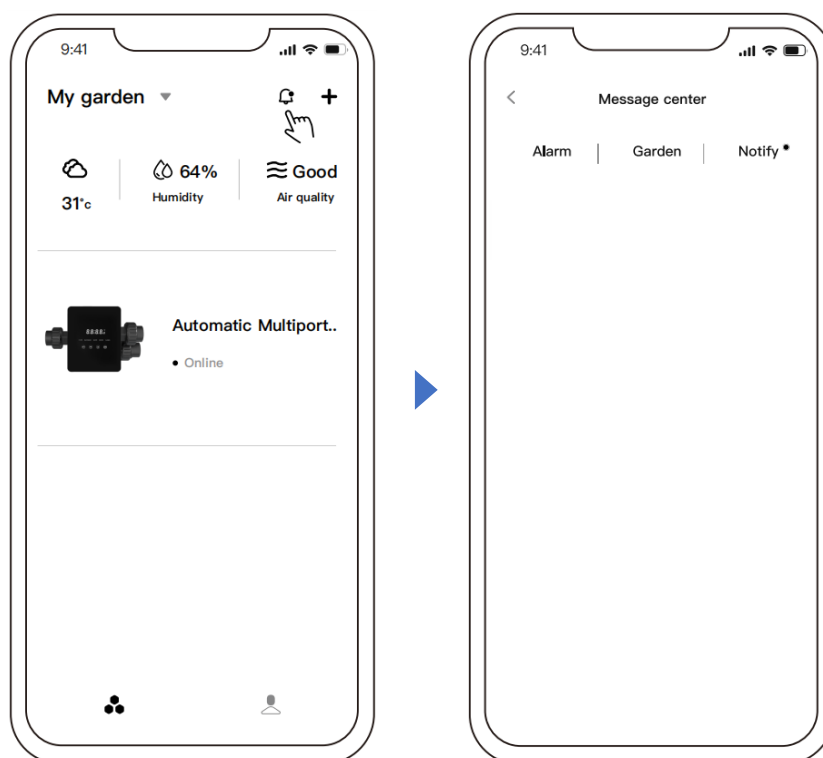 9:41
My garden
31°c
64%
Humidity
Good
Air quality
Automatic Multiport..
Online
9:41
Message center
Alarm
Garden
Notify